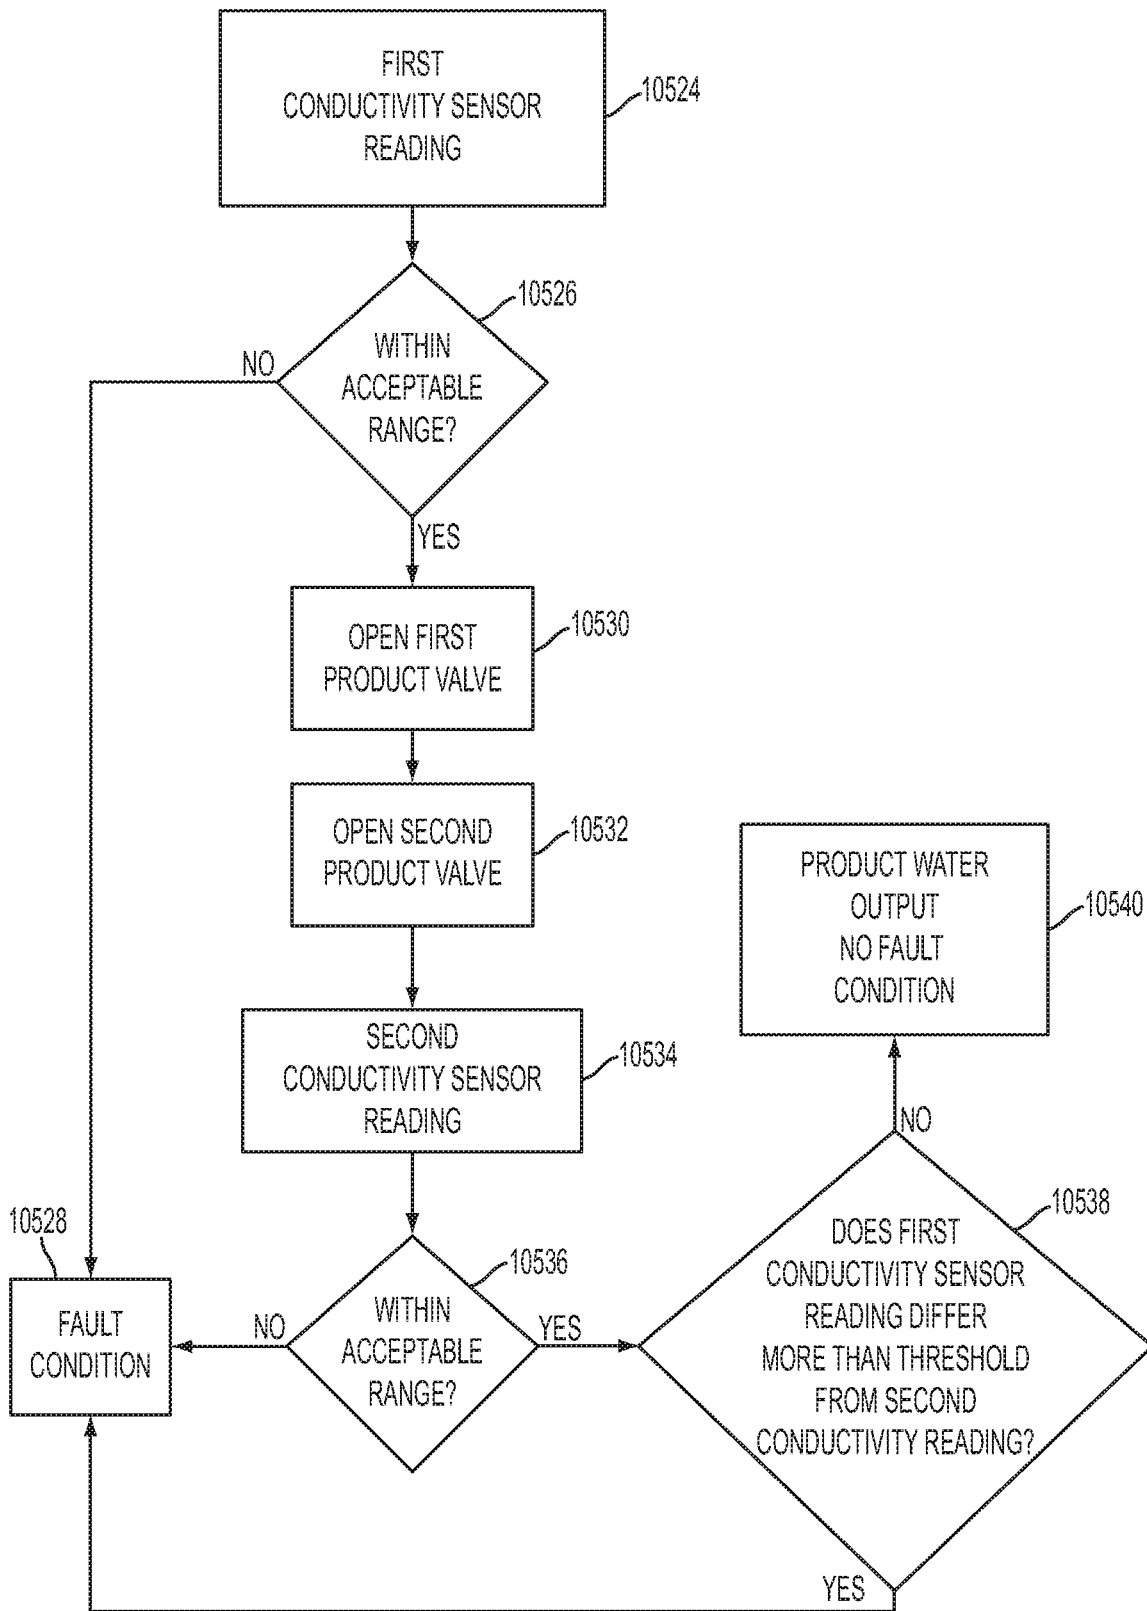 FIRST
CONDUCTIVITY SENSOR
READING
10524
10526
WITHIN
ACCEPTABLE
RANGE?
NO
YES
OPEN FIRST
PRODUCT VALVE
10530
OPEN SECOND
PRODUCT VALVE
10532
SECOND
CONDUCTIVITY SENSOR
READING
10534
10536
WITHIN
ACCEPTABLE
RANGE?
NO
YES
10528
FAULT
CONDITION
10538
DOES FIRST
CONDUCTIVITY SENSOR
READING DIFFER
MORE THAN THRESHOLD
FROM SECOND
CONDUCTIVITY READING?
NO
YES
PRODUCT WATER
OUTPUT
NO FAULT
CONDITION
10540